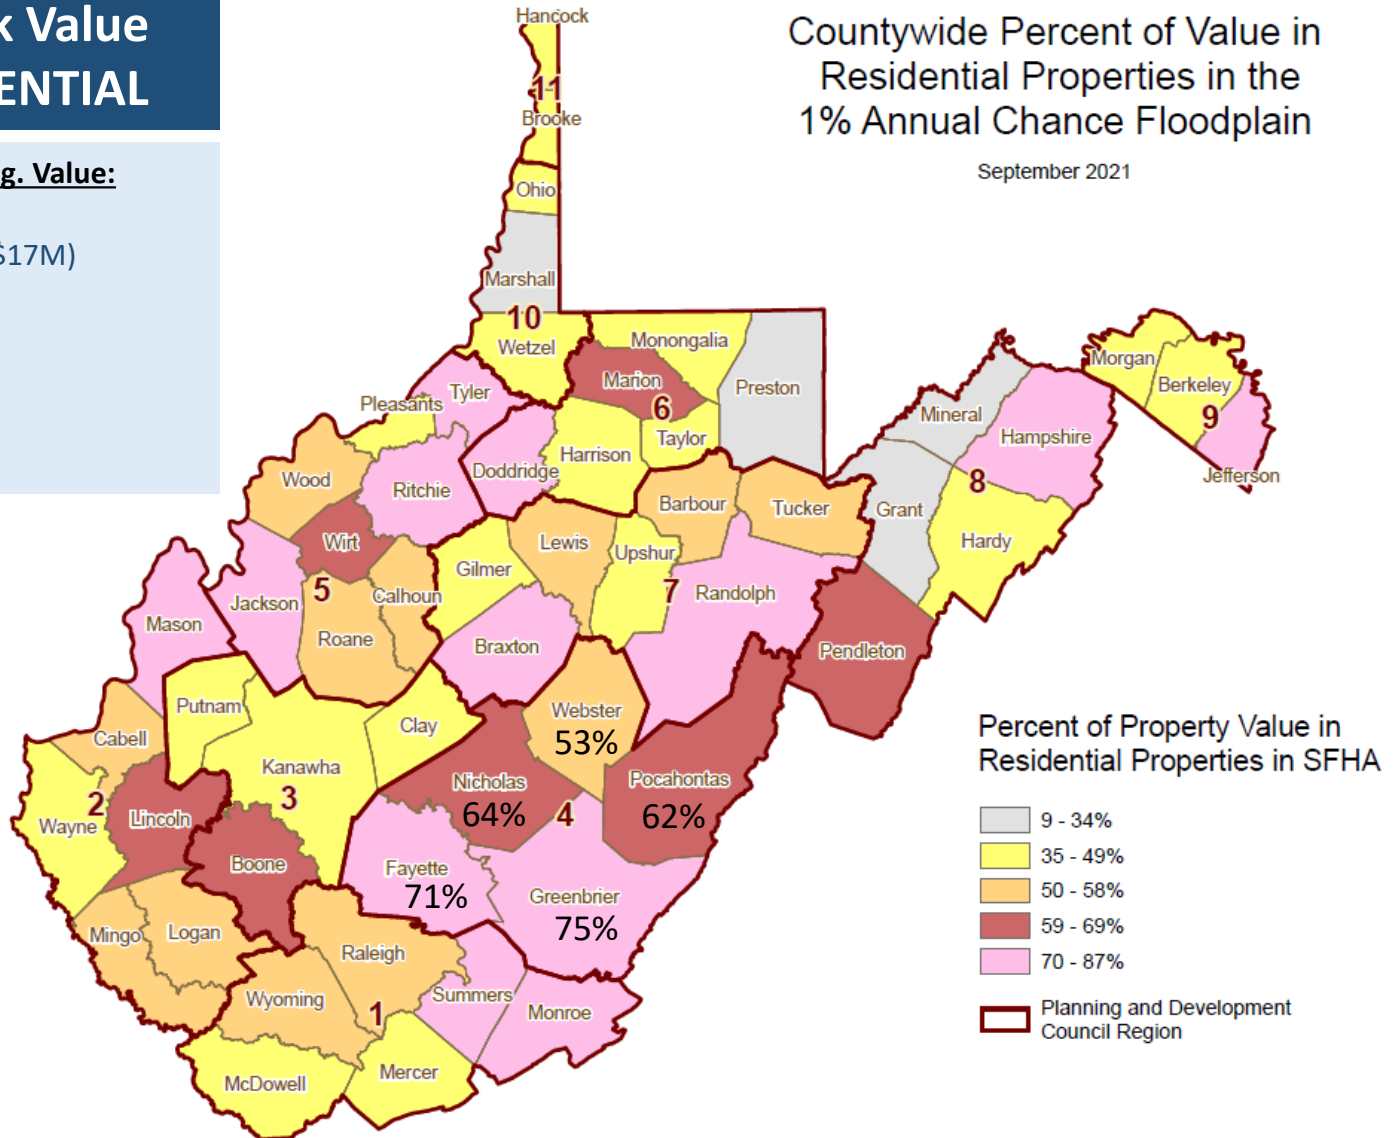 k Value
ENTIAL
g. Value:
$17M)
Countywide Percent of Value in
Residential Properties in the
1% Annual Chance Floodplain
September 2021
Hancock
11
Brooke
Ohio
Marshall
10
Wetzel
Monongalia
Marion
6
Preston
Taylor
Tyler
Pleasants
Doddridge
Harrison
Wood
Ritchie
Barbour
Tucker
Mineral
Hampshire
Morgan
Berkeley
9
Jefferson
8
Grant
Hardy
Wirt
Lewis
Upshur
Gilmer
7
Randolph
Jackson
5
Calhoun
Roane
Mason
Braxton
Pendleton
Putnam
Clay
Webster
53%
Cabell
Kanawha
3
Nicholas
64%
4
Pocahontas
62%
2
Wayne
Lincoln
Boone
Fayette
71%
Greenbrier
75%
Mingo
Logan
Raleigh
Wyoming
1
Summers
Monroe
McDowell
Mercer
Percent of Property Value in
Residential Properties in SFHA
9 - 34%
35 - 49%
50 - 58%
59 - 69%
70 - 87%
Planning and Development
Council Region